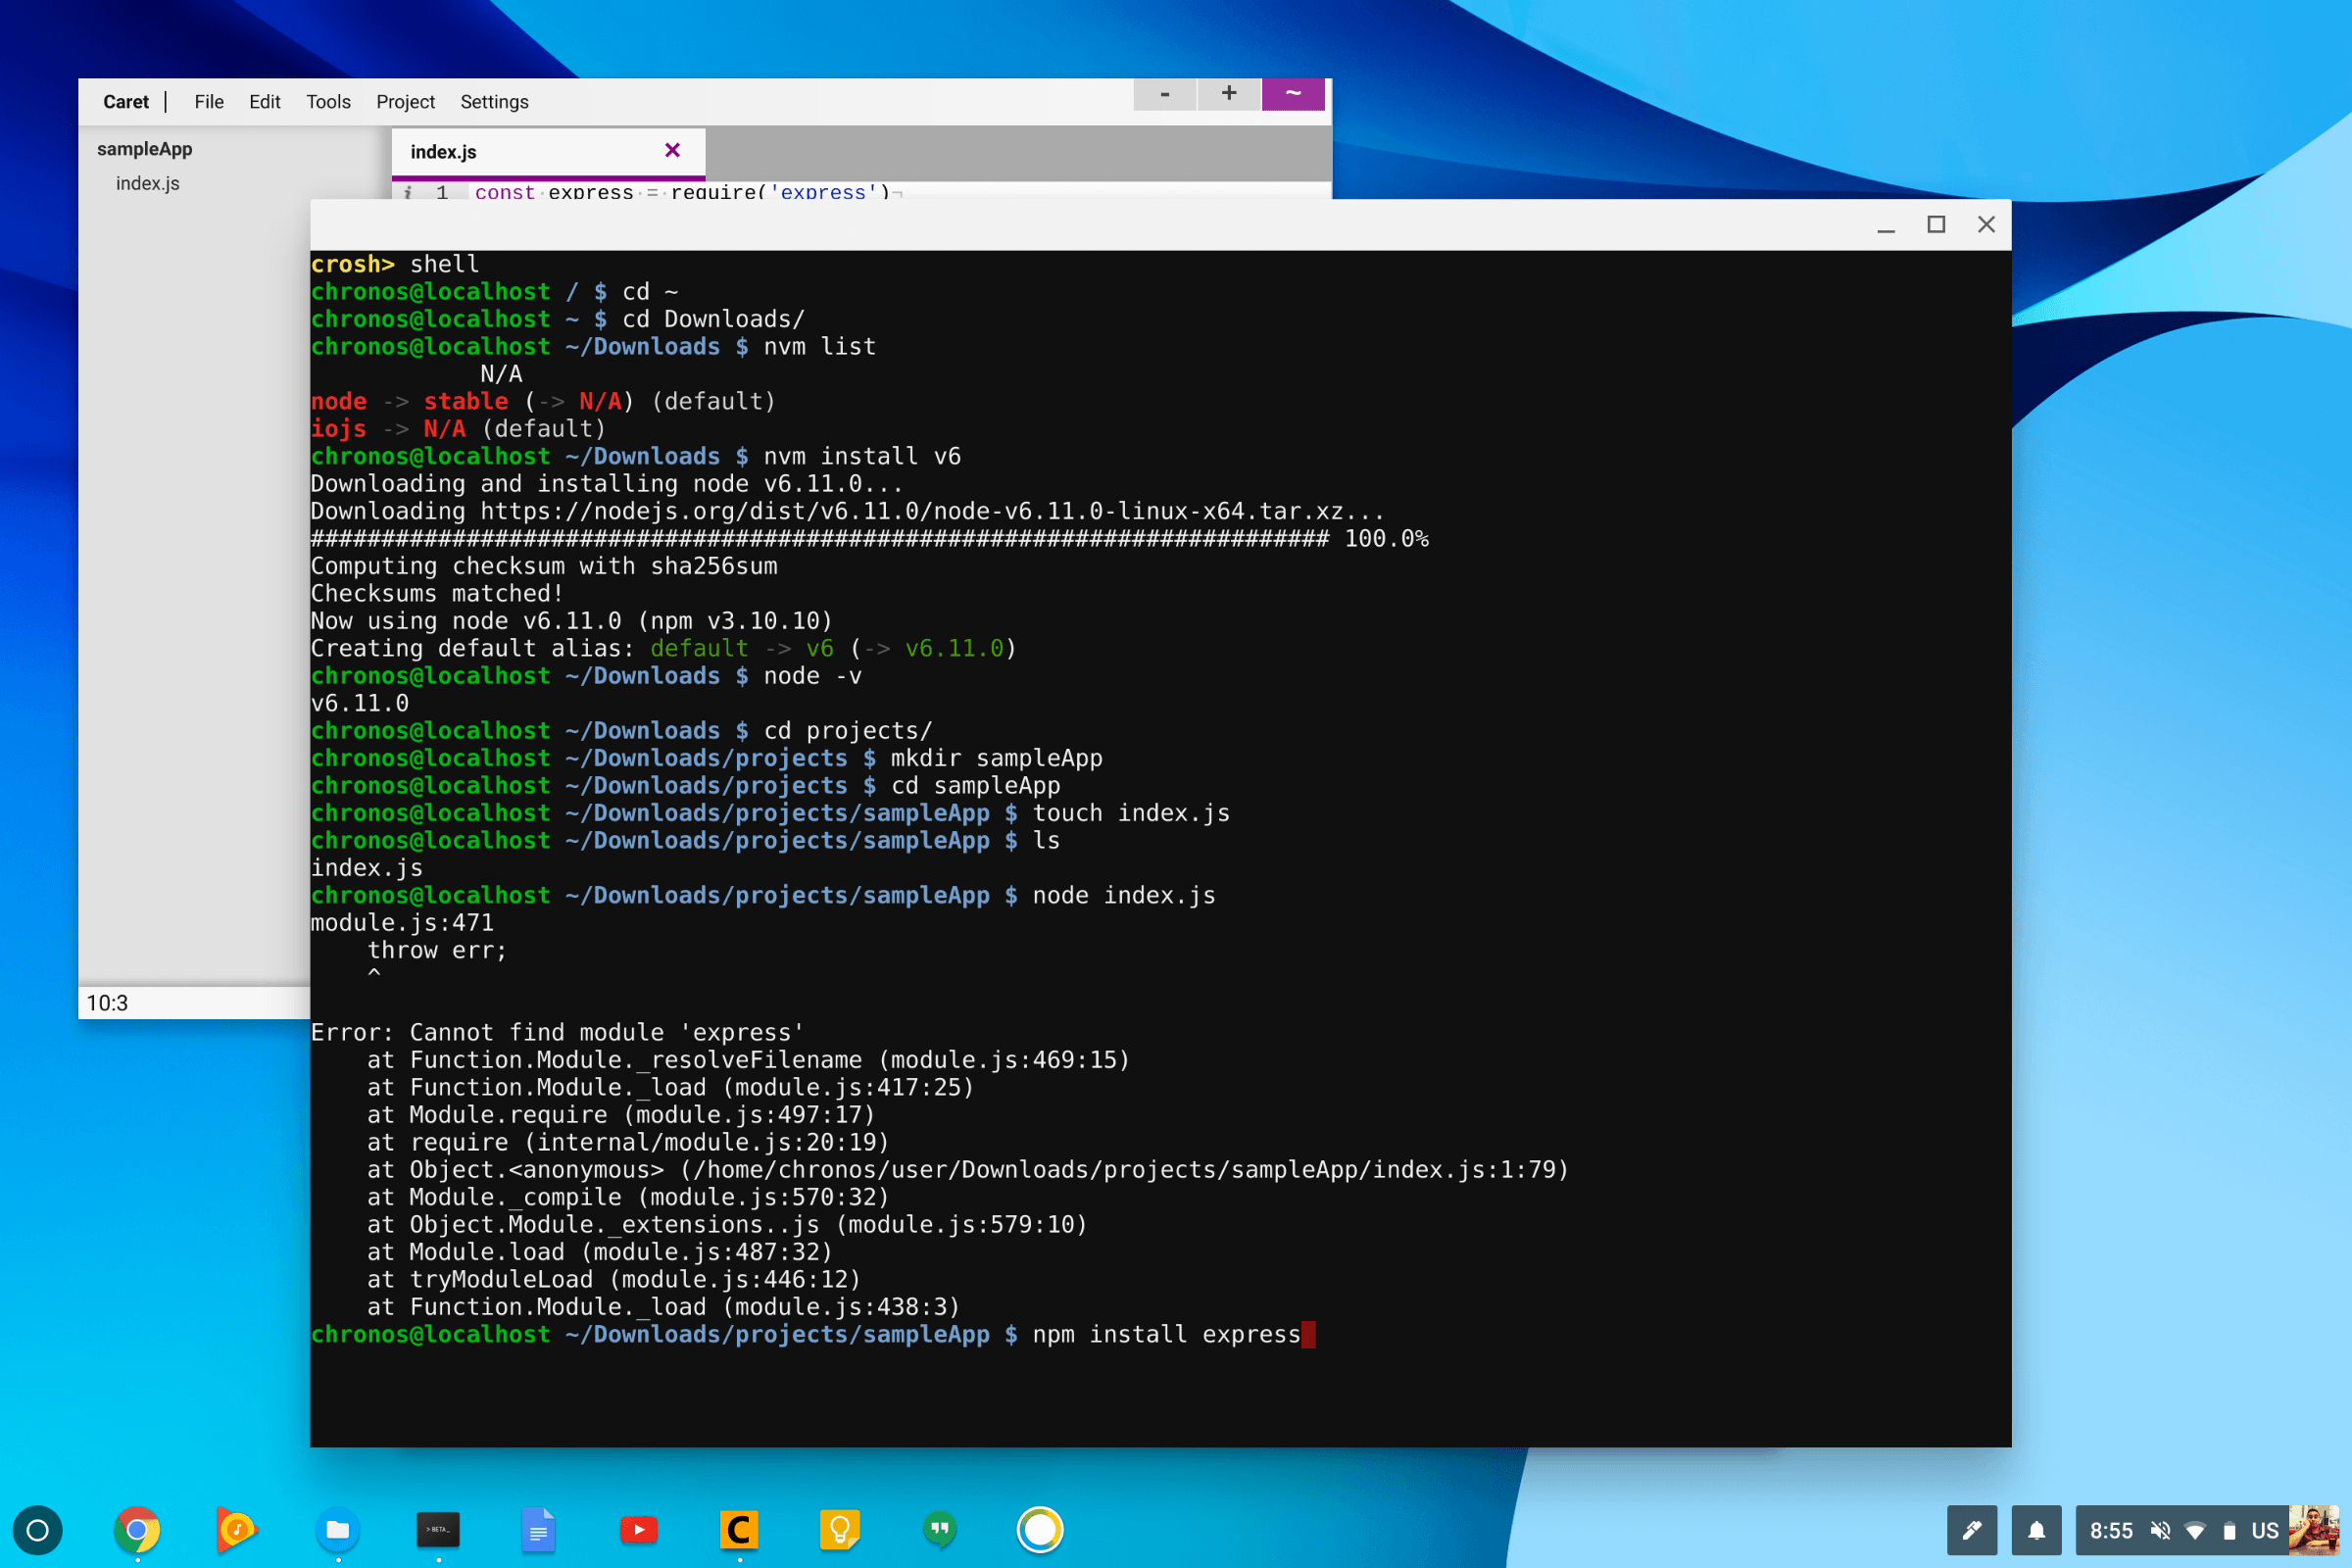 Caret | File Edit Tools Project Settings - + ~
sampleApp
index.js
index.js ×
i 1 const express = require('express')
crosh> shell
chronos@localhost / $ cd ~
chronos@localhost ~ $ cd Downloads/
chronos@localhost ~/Downloads $ nvm list
N/A
node -> stable (-> N/A) (default)
iojs -> N/A (default)
chronos@localhost ~/Downloads $ nvm install v6
Downloading and installing node v6.11.0...
Downloading https://nodejs.org/dist/v6.11.0/node-v6.11.0-linux-x64.tar.xz...
######################################################################## 100.0%
Computing checksum with sha256sum
Checksums matched!
Now using node v6.11.0 (npm v3.10.10)
Creating default alias: default -> v6 (-> v6.11.0)
chronos@localhost ~/Downloads $ node -v
v6.11.0
chronos@localhost ~/Downloads $ cd projects/
chronos@localhost ~/Downloads/projects $ mkdir sampleApp
chronos@localhost ~/Downloads/projects $ cd sampleApp
chronos@localhost ~/Downloads/projects/sampleApp $ touch index.js
chronos@localhost ~/Downloads/projects/sampleApp $ ls
index.js
chronos@localhost ~/Downloads/projects/sampleApp $ node index.js
module.js:471
    throw err;
    ^
Error: Cannot find module 'express'
    at Function.Module._resolveFilename (module.js:469:15)
    at Function.Module._load (module.js:417:25)
    at Module.require (module.js:497:17)
    at require (internal/module.js:20:19)
    at Object.<anonymous> (/home/chronos/user/Downloads/projects/sampleApp/index.js:1:79)
    at Module._compile (module.js:570:32)
    at Object.Module._extensions..js (module.js:579:10)
    at Module.load (module.js:487:32)
    at tryModuleLoad (module.js:446:12)
    at Function.Module._load (module.js:438:3)
chronos@localhost ~/Downloads/projects/sampleApp $ npm install express
10:3
>BETA_
C
8:55 US